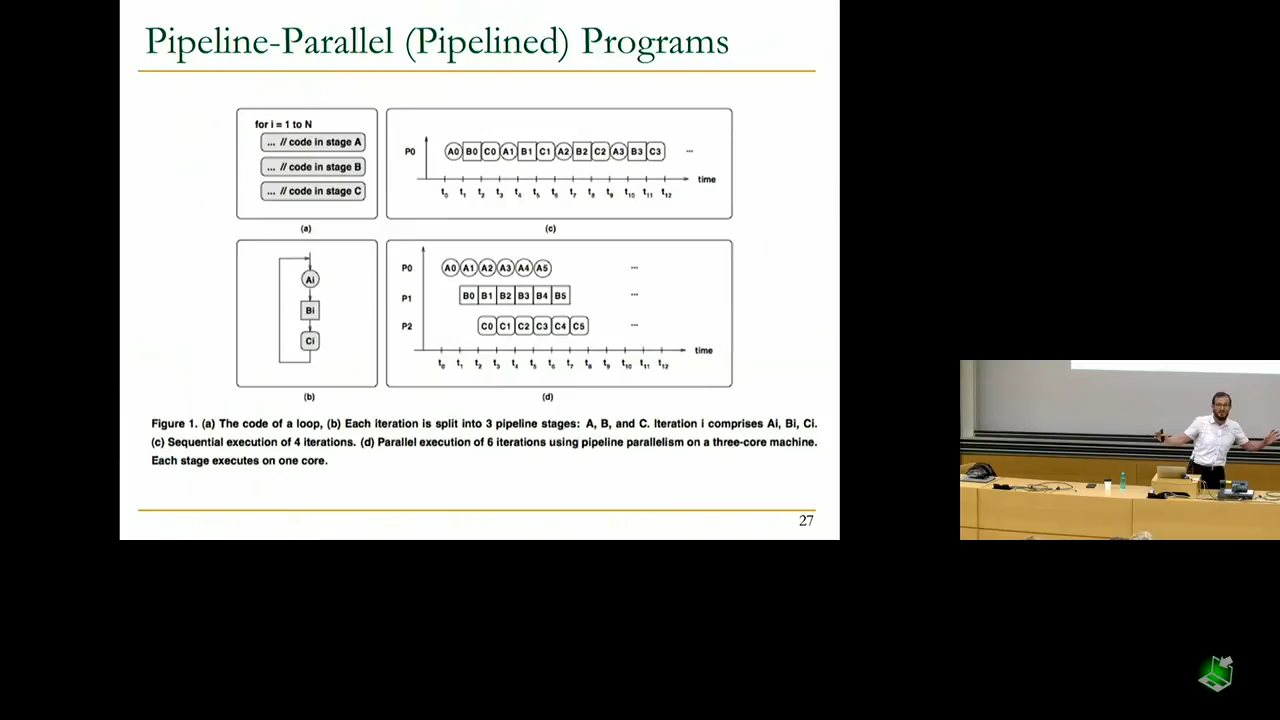 Pipeline-Parallel (Pipelined) Programs
for i = 1 to N
... // code in stage A
... // code in stage B
... // code in stage C
(a)
P0 A0 B0 C0 A1 B1 C1 A2 B2 C2 A3 B3 C3 ...
time
t0 t1 t2 t3 t4 t5 t6 t7 t8 t9 t10 t11 t12
(c)
Ai
Bi
Ci
(b)
P0 A0 A1 A2 A3 A4 A5 ...
P1 B0 B1 B2 B3 B4 B5 ...
P2 C0 C1 C2 C3 C4 C5 ...
time
t0 t1 t2 t3 t4 t5 t6 t7 t8 t9 t10 t11 t12
(d)
Figure 1. (a) The code of a loop, (b) Each iteration is split into 3 pipeline stages: A, B, and C. Iteration i comprises Ai, Bi, Ci.
(c) Sequential execution of 4 iterations. (d) Parallel execution of 6 iterations using pipeline parallelism on a three-core machine.
Each stage executes on one core.
27